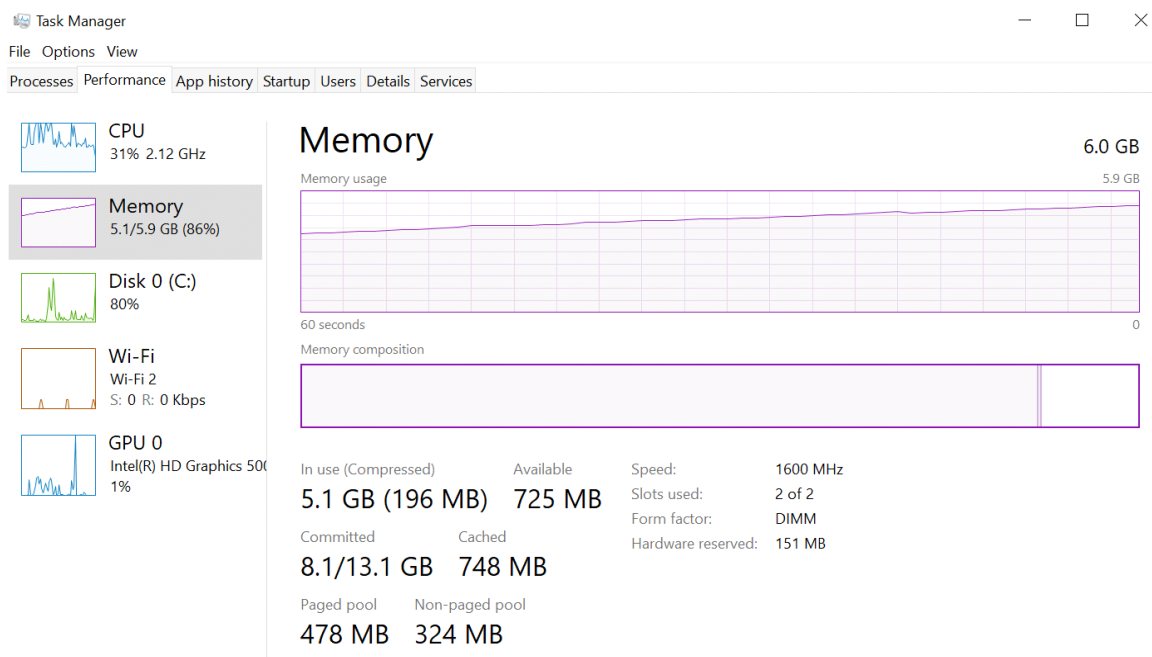 Task Manager
File Options View
Processes Performance App history Startup Users Details Services
CPU
31% 2.12 GHz
Memory
5.1/5.9 GB (86%)
Disk 0 (C:)
80%
Wi-Fi
Wi-Fi 2
S: 0 R: 0 Kbps
GPU 0
Intel(R) HD Graphics 500
1%
Memory 6.0 GB
Memory usage 5.9 GB
60 seconds 0
Memory composition
In use (Compressed) Available
5.1 GB (196 MB) 725 MB
Committed Cached
8.1/13.1 GB 748 MB
Paged pool Non-paged pool
478 MB 324 MB
Speed: 1600 MHz
Slots used: 2 of 2
Form factor: DIMM
Hardware reserved: 151 MB